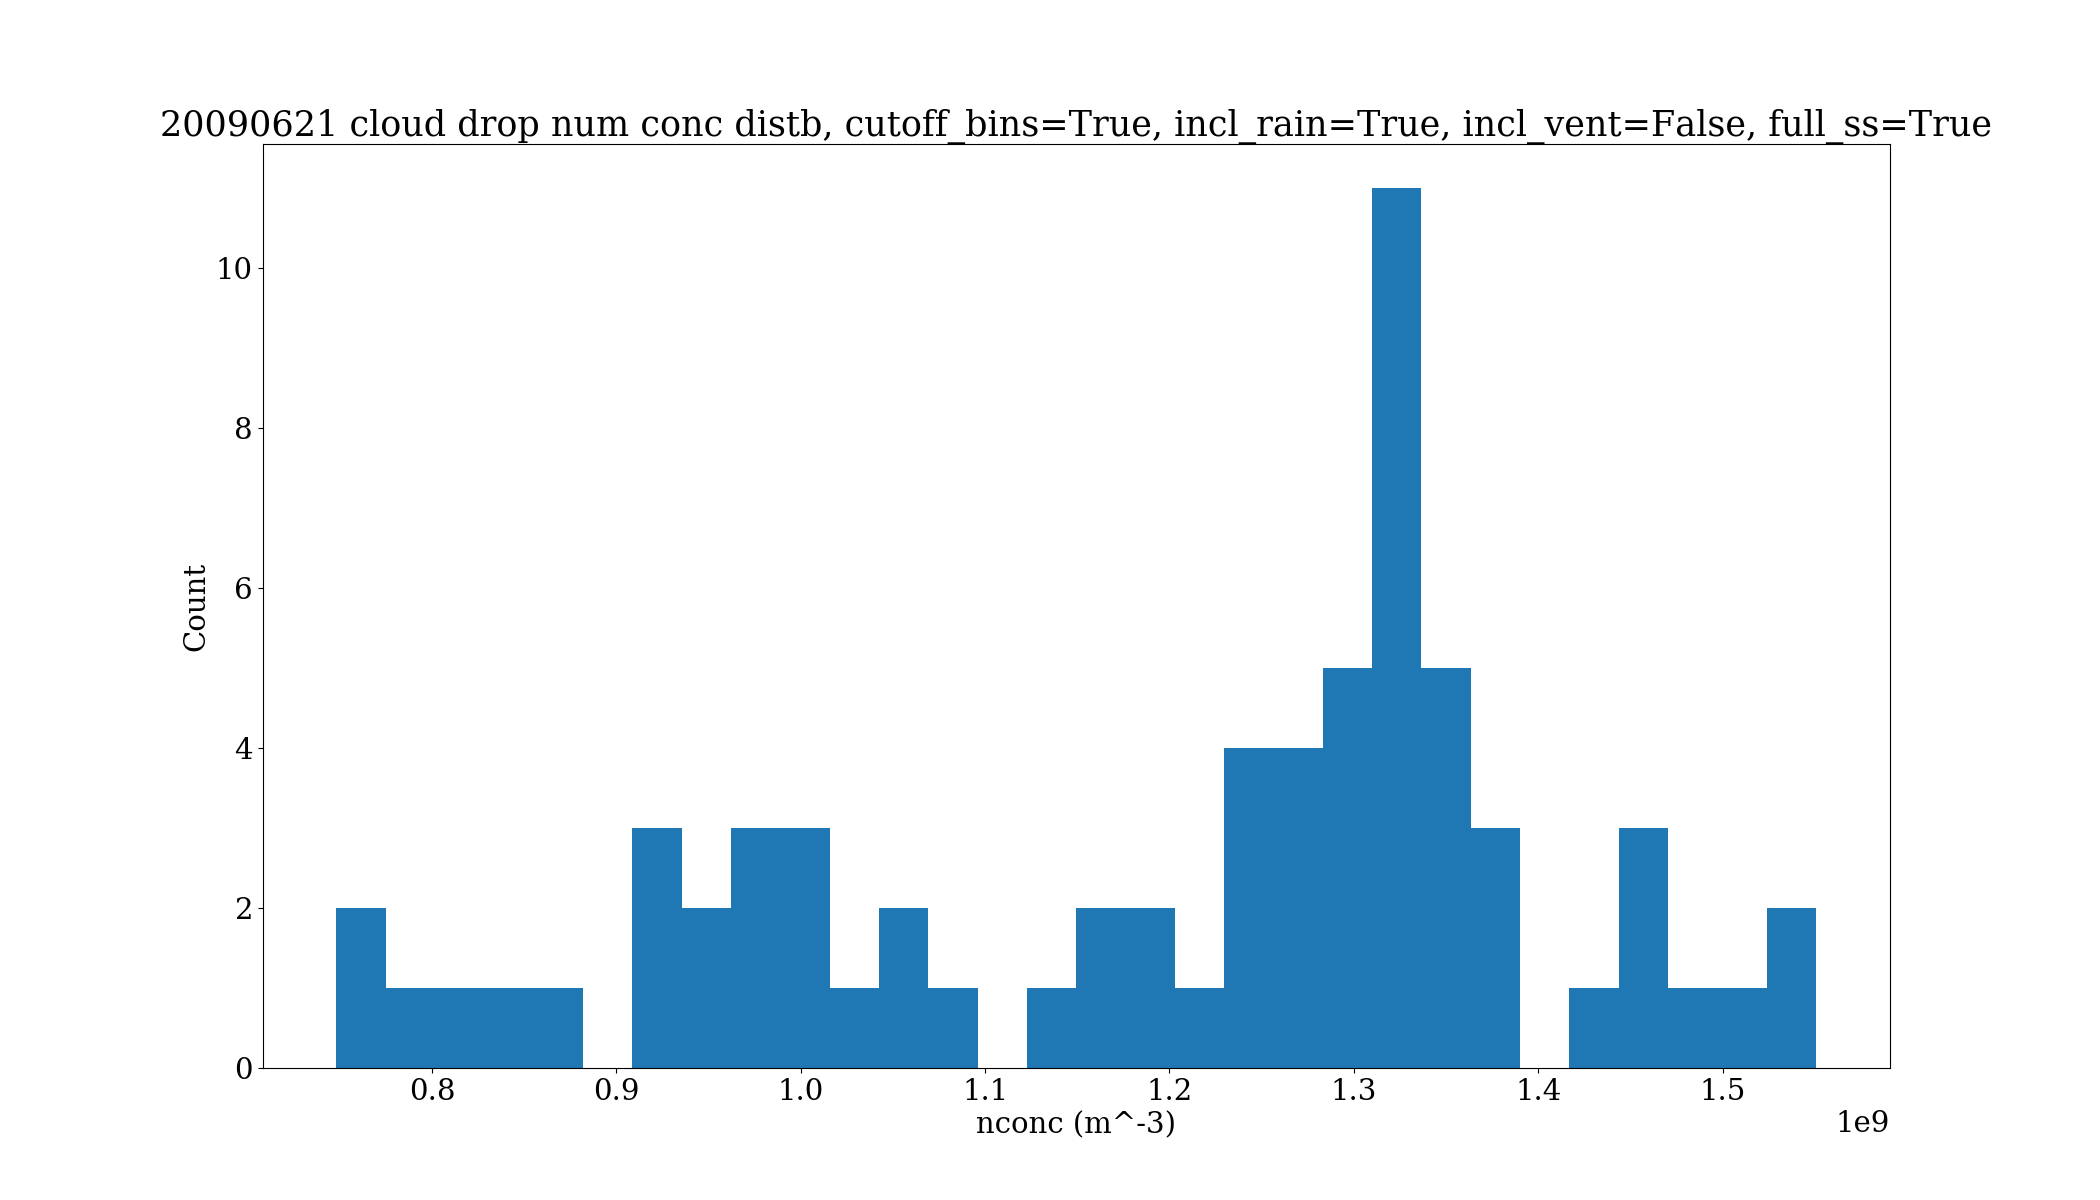 20090621 cloud drop num conc distb, cutoff_bins=True, incl_rain=True, incl_vent=False, full_ss=True
10
8
6
4
2
0
Count
0.8 0.9 1.0 1.1 1.2 1.3 1.4 1.5
nconc (m^-3)
1e9